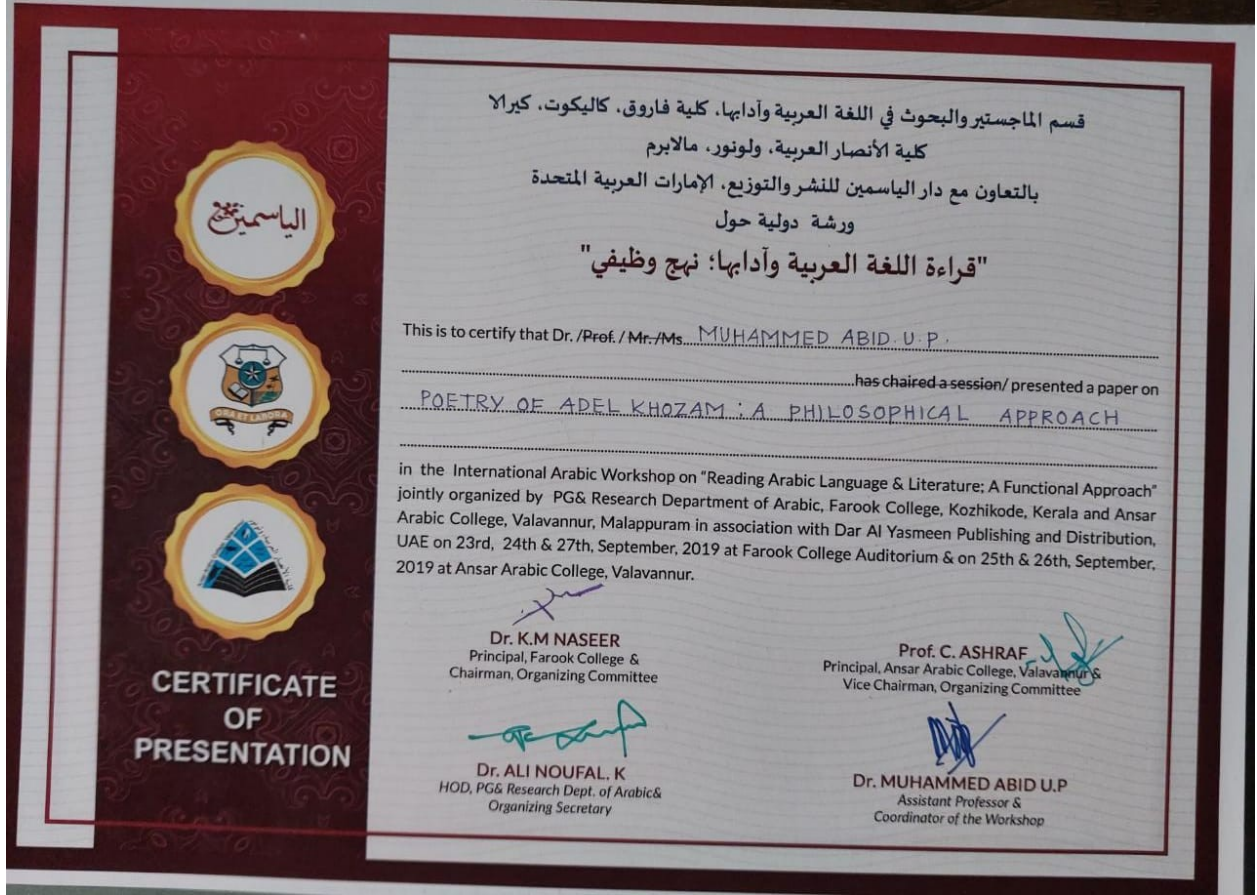 الياسمين
ORA ET LABORA
CERTIFICATE
OF
PRESENTATION
قسم الماجستير والبحوث في اللغة العربية وآدابها، كلية فاروق، كاليكوت، كيرالا
كلية الأنصار العربية، ولونور، مالابرم
بالتعاون مع دار الياسمين للنشر والتوزيع، الإمارات العربية المتحدة
ورشة دولية حول
"قراءة اللغة العربية وآدابها؛ نهج وظيفي"
This is to certify that Dr. /Prof. / Mr./Ms. MUHAMMED ABID. U. P.
has chaired a session/ presented a paper on
POETRY OF ADEL KHOZAM : A PHILOSOPHICAL APPROACH
in the International Arabic Workshop on "Reading Arabic Language & Literature; A Functional Approach"
jointly organized by PG& Research Department of Arabic, Farook College, Kozhikode, Kerala and Ansar
Arabic College, Valavannur, Malappuram in association with Dar Al Yasmeen Publishing and Distribution,
UAE on 23rd, 24th & 27th, September, 2019 at Farook College Auditorium & on 25th & 26th, September,
2019 at Ansar Arabic College, Valavannur.
Dr. K.M NASEER
Principal, Farook College &
Chairman, Organizing Committee
Prof. C. ASHRAF
Principal, Ansar Arabic College, Valavannur &
Vice Chairman, Organizing Committee
Dr. ALI NOUFAL. K
HOD, PG& Research Dept. of Arabic&
Organizing Secretary
Dr. MUHAMMED ABID U.P
Assistant Professor &
Coordinator of the Workshop